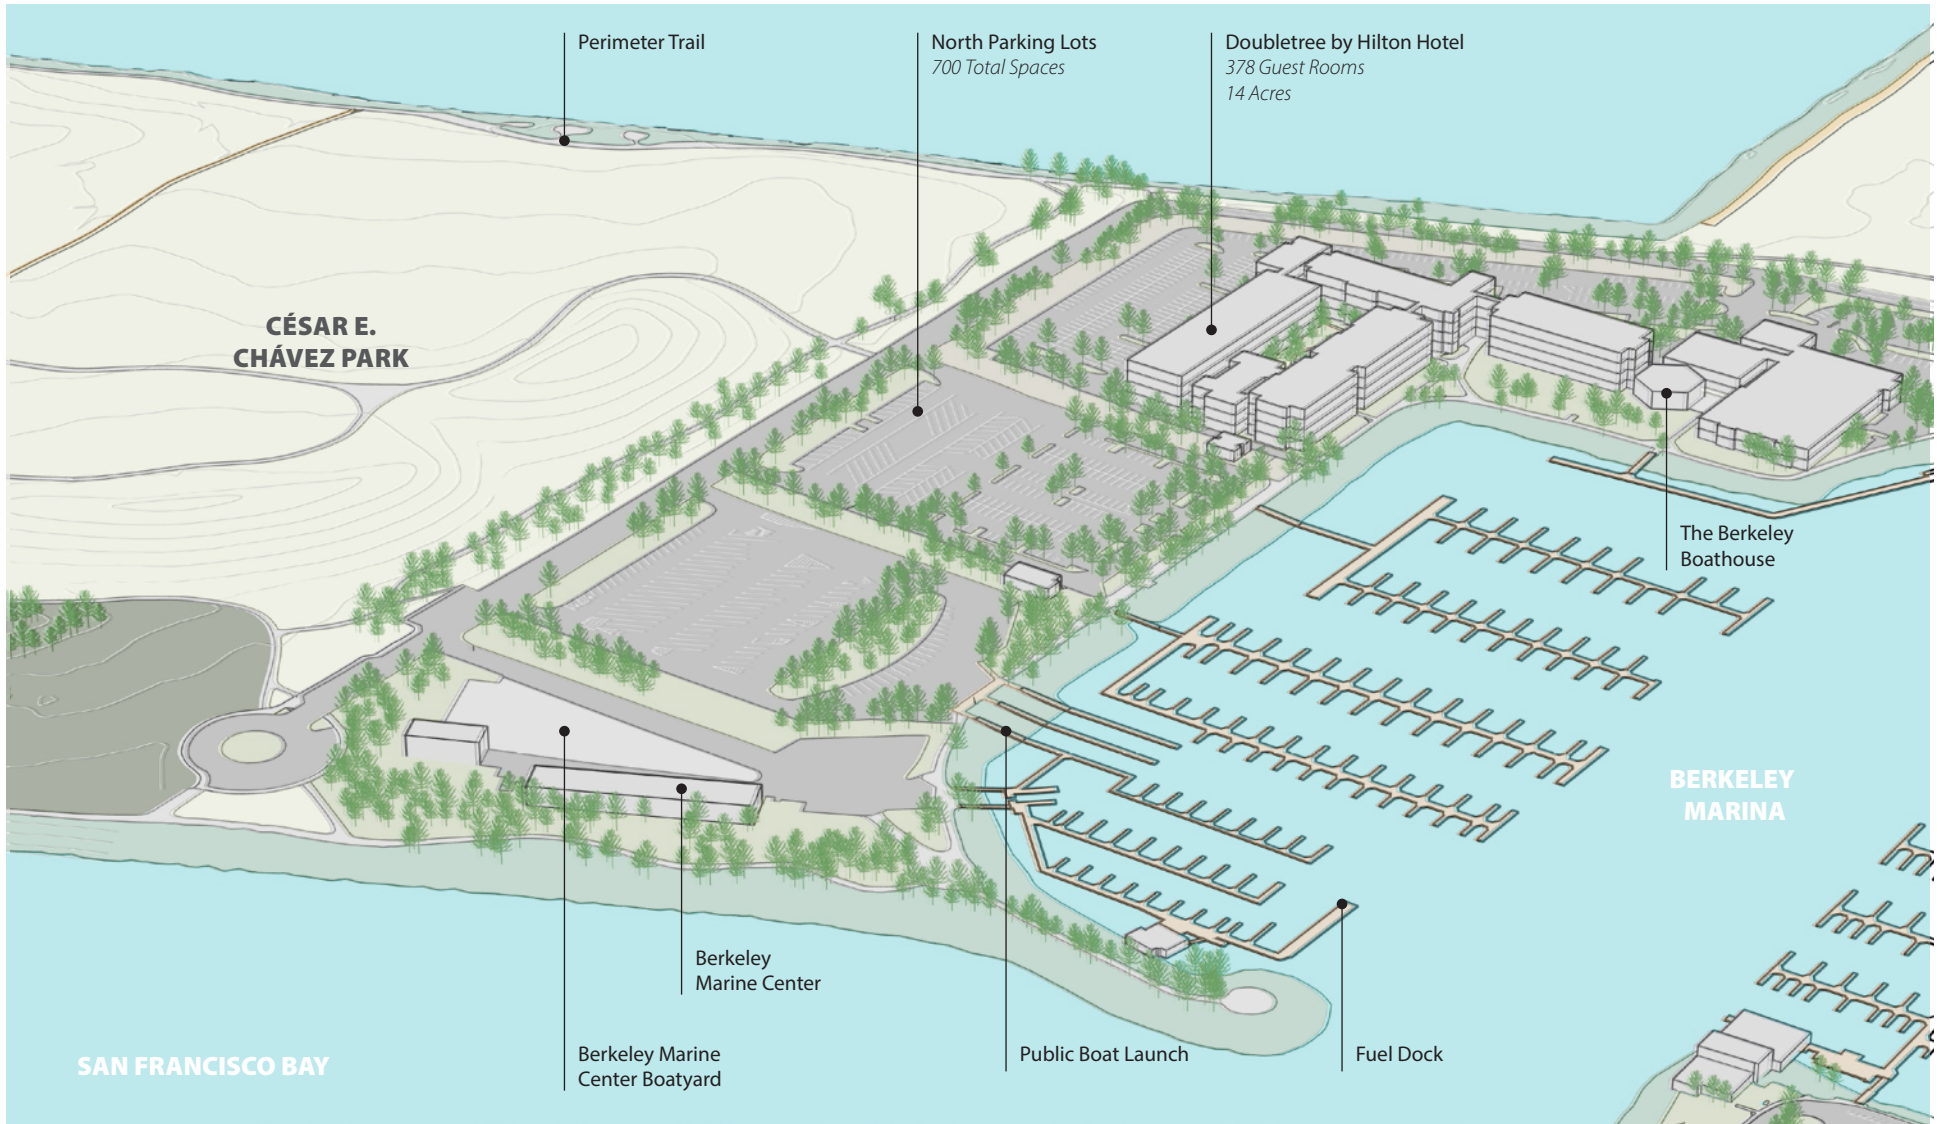 Perimeter Trail
North Parking Lots
700 Total Spaces
Doubletree by Hilton Hotel
378 Guest Rooms
14 Acres
CÉSAR E.
CHÁVEZ PARK
The Berkeley
Boathouse
BERKELEY
MARINA
Berkeley
Marine Center
SAN FRANCISCO BAY
Berkeley Marine
Center Boatyard
Public Boat Launch
Fuel Dock